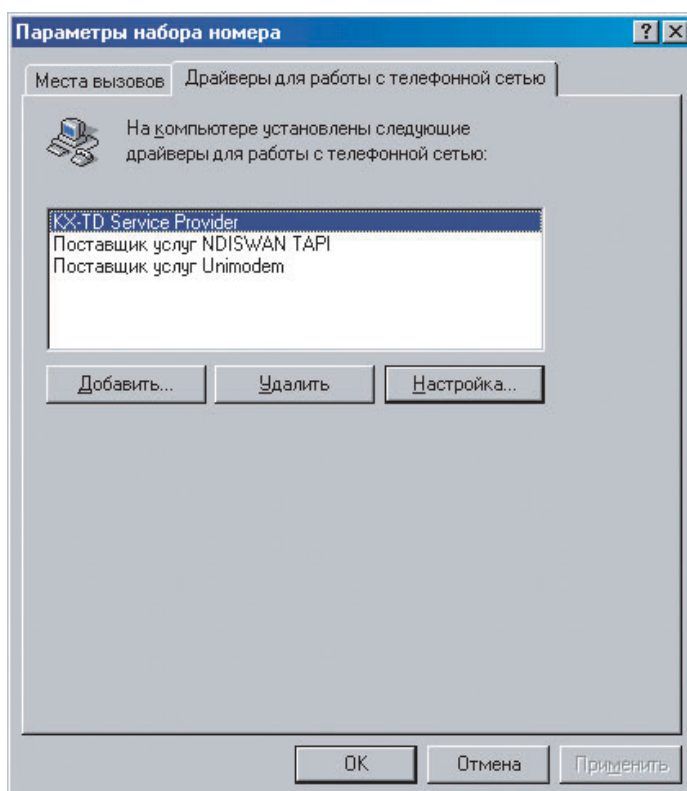 Параметры набора номера
Места вызовов
Драйверы для работы с телефонной сетью
На компьютере установлены следующие
драйверы для работы с телефонной сетью:
KX-TD Service Provider
Поставщик услуг NDISWAN TAPI
Поставщик услуг Unimodem
Добавить...
Удалить
Настройка...
OK
Отмена
Применить